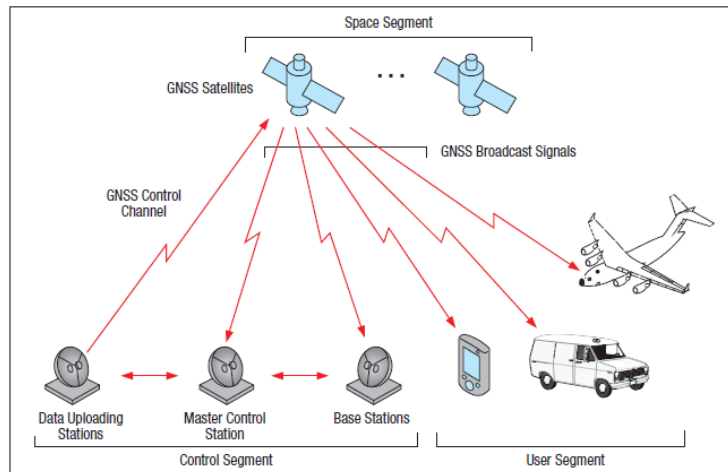 Space Segment
GNSS Satellites
GNSS Broadcast Signals
GNSS Control
Channel
Data Uploading
Stations
Master Control
Station
Base Stations
Control Segment
User Segment